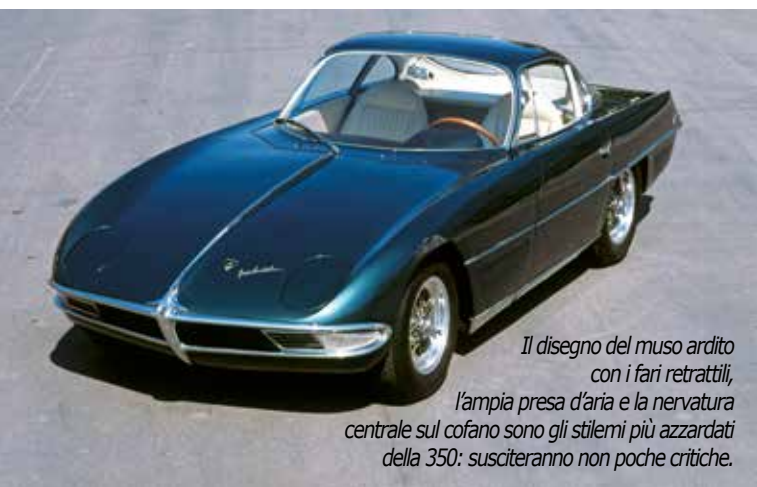 Il disegno del muso ardito
con i fari retrattili,
l'ampia presa d'aria e la nervatura
centrale sul cofano sono gli stilemi più azzardati
della 350: susciteranno non poche critiche.